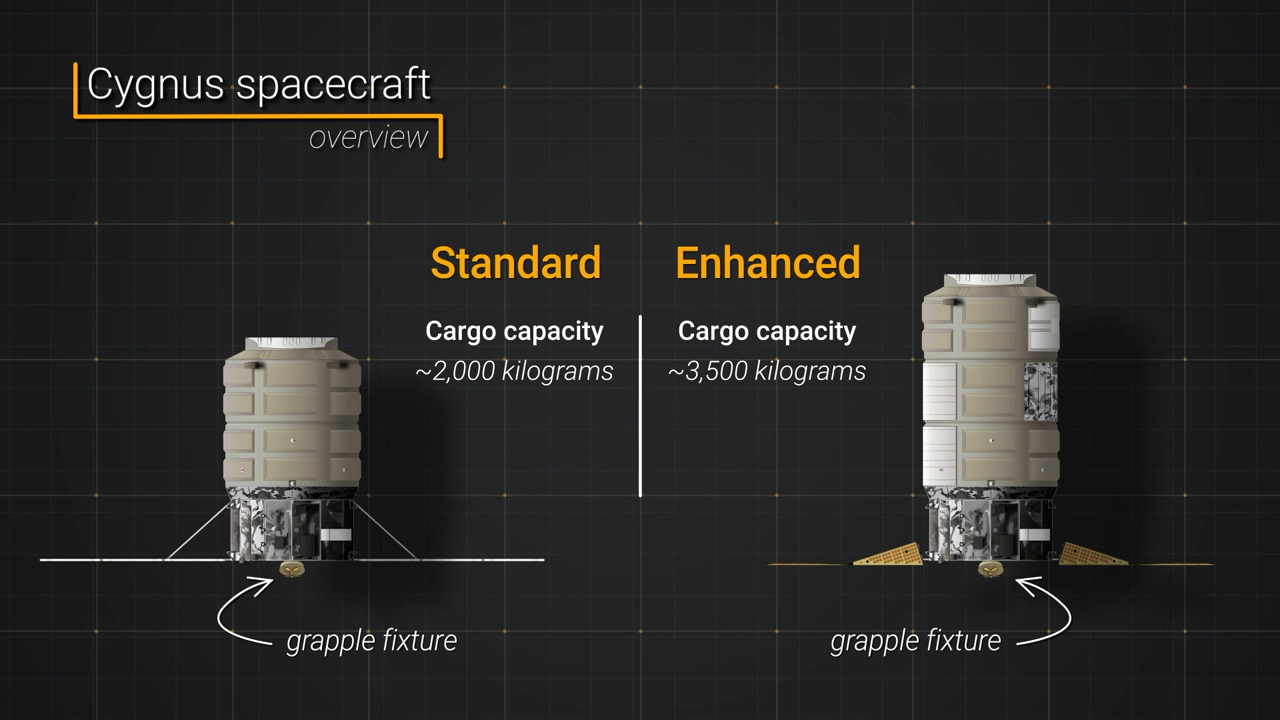 Cygnus spacecraft
overview
Standard
Cargo capacity
~2,000 kilograms
Enhanced
Cargo capacity
~3,500 kilograms
grapple fixture
grapple fixture